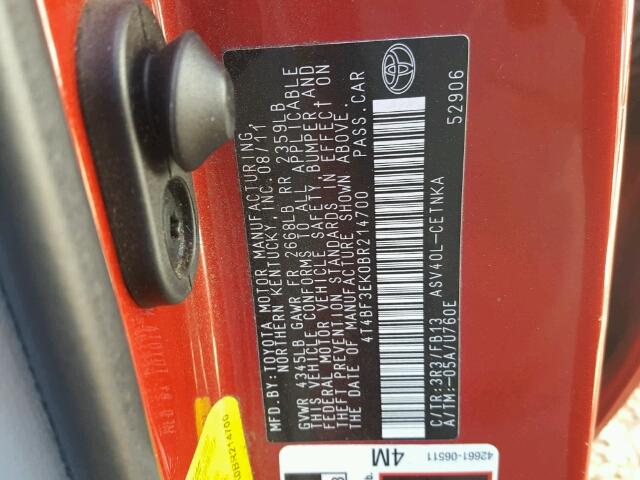 MFD. BY: TOYOTA MOTOR MANUFACTURING,
NORTHERN KENTUCKY, INC. 08/11
GVWR 4345LB GAWR FR 2668LB RR 2359LB
THIS VEHICLE CONFORMS TO ALL APPLICABLE
FEDERAL MOTOR VEHICLE SAFETY, BUMPER AND
THEFT PREVENTION STANDARDS IN EFFECT ON
THE DATE OF MANUFACTURE SHOWN ABOVE.
4T4BF3EK0BR214700 PASS. CAR
C/TR: 3R3/FB13 ASV40L-CETNKA
A/TM: -05A/U760E
52906
42661-06511
4M